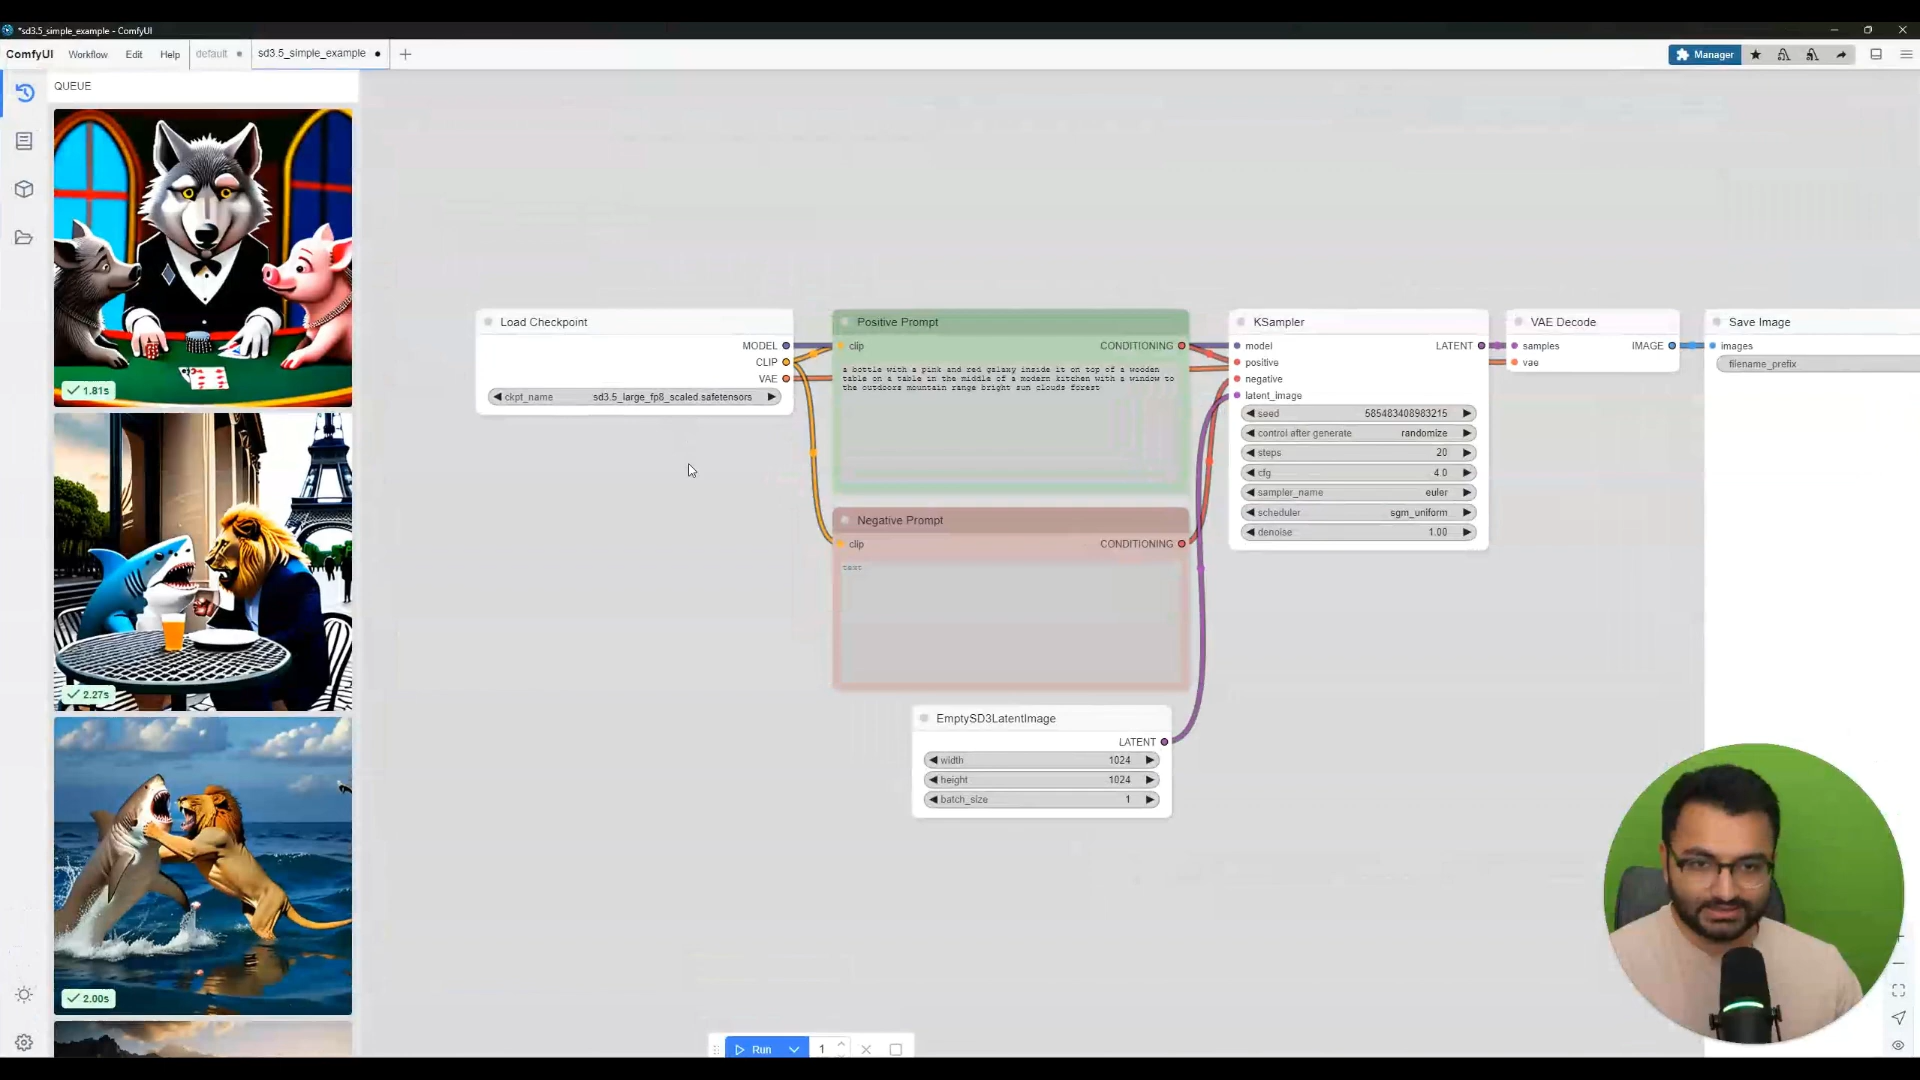 *sd3.5_simple_example - ComfyUI
ComfyUI Workflow Edit Help default sd3.5_simple_example
Manager
QUEUE
1.81s
2.27s
2.00s
Load Checkpoint
MODEL
CLIP
VAE
ckpt_name sd3.5_large_fp8_scaled.safetensors
Positive Prompt
clip CONDITIONING
a bottle with a pink and red galaxy inside it on top of a wooden
table on a table in the middle of a modern kitchen with a window to
the outdoors mountain range bright sun clouds forest
Negative Prompt
clip CONDITIONING
text
EmptySD3LatentImage
LATENT
width 1024
height 1024
batch_size 1
KSampler
model LATENT
positive
negative
latent_image
seed 585483408983215
control after generate randomize
steps 20
cfg 4.0
sampler_name euler
scheduler sgm_uniform
denoise 1.00
VAE Decode
samples IMAGE
vae
Save Image
images
filename_prefix
Run 1